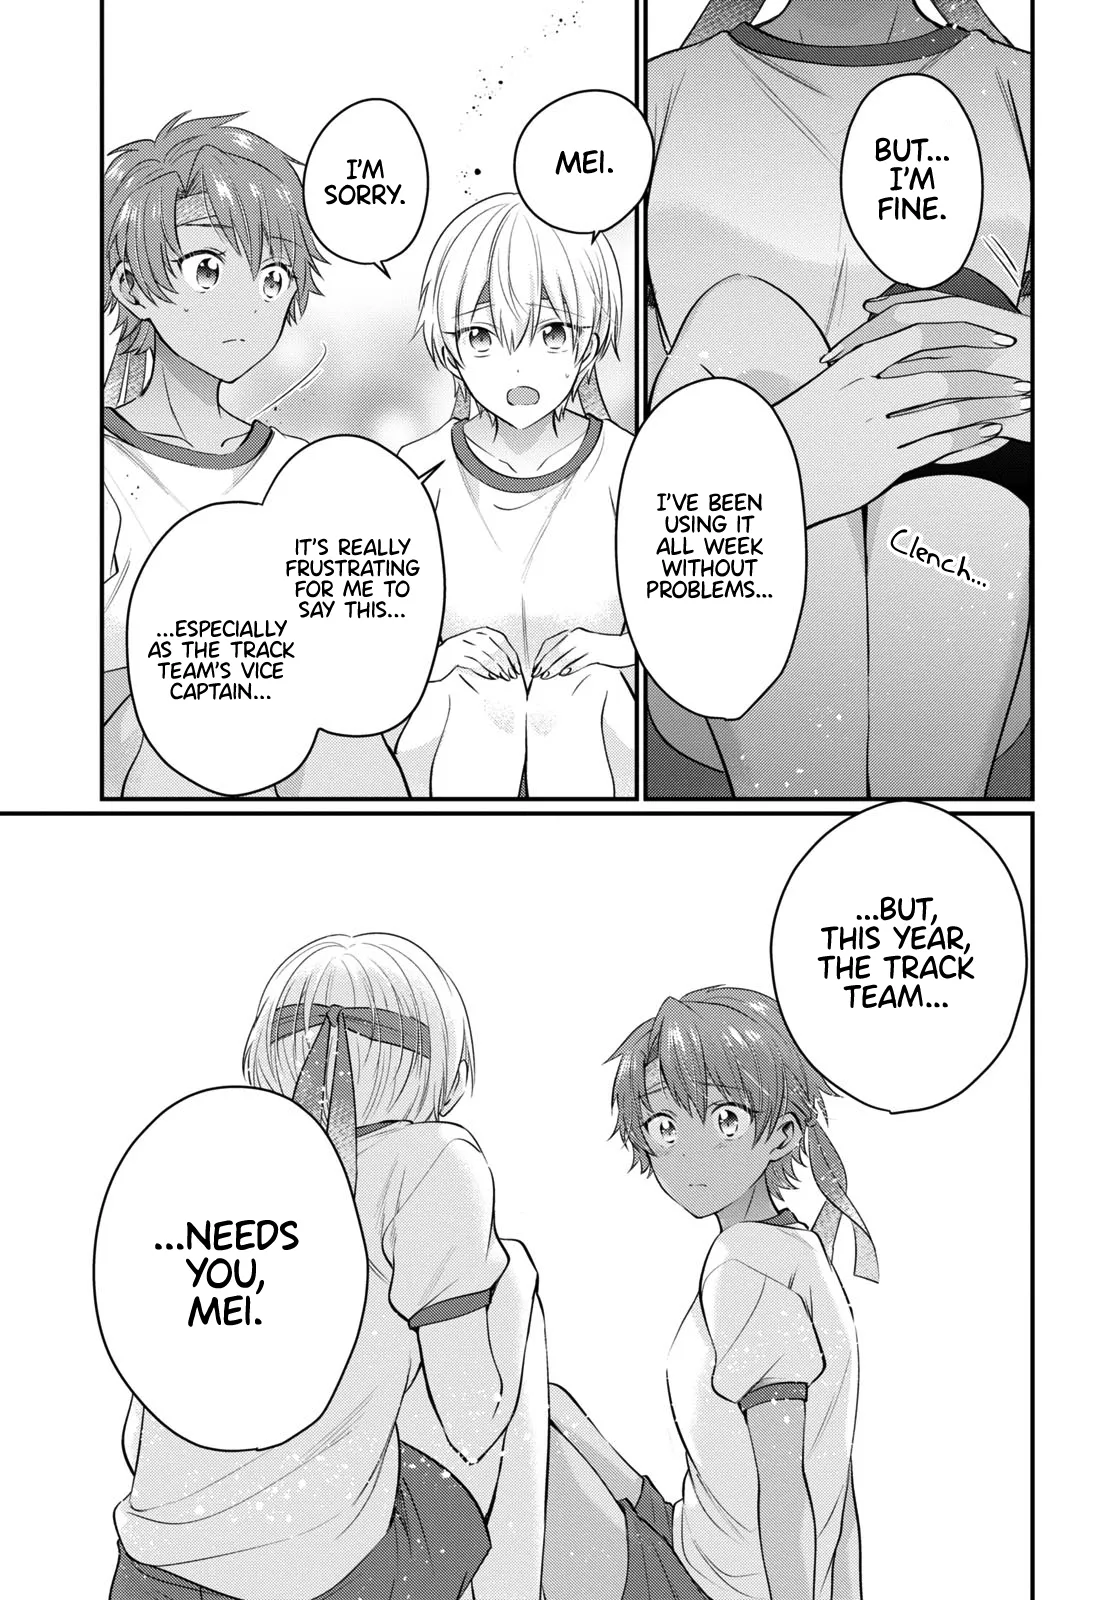 BUT...
I'M
FINE.
I'VE BEEN
USING IT
ALL WEEK
WITHOUT
PROBLEMS...
Clench...
MEI.
I'M
SORRY.
IT'S REALLY
FRUSTRATING
FOR ME TO
SAY THIS...
...ESPECIALLY
AS THE TRACK
TEAM'S VICE
CAPTAIN...
...BUT,
THIS YEAR,
THE TRACK
TEAM...
...NEEDS
YOU,
MEI.